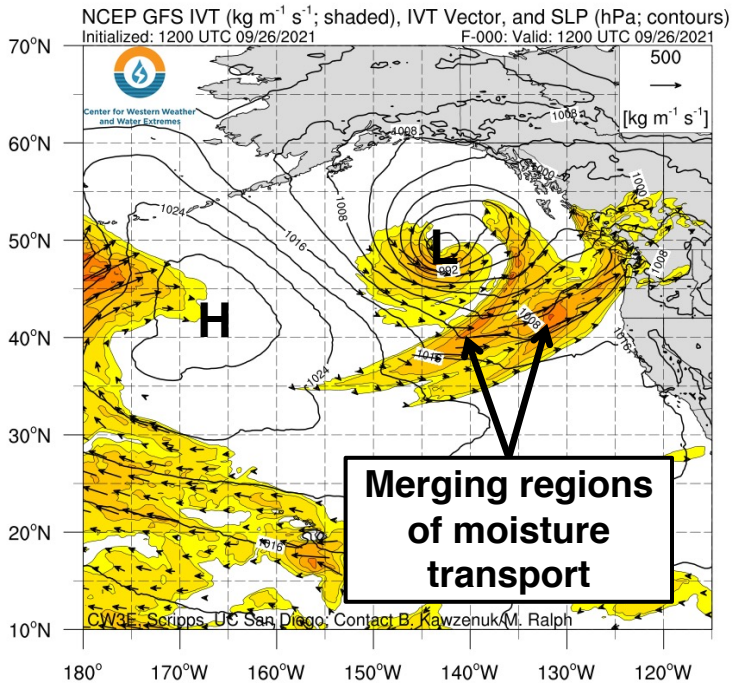 NCEP GFS IVT (kg m⁻¹ s⁻¹; shaded), IVT Vector, and SLP (hPa; contours)
Initialized: 1200 UTC 09/26/2021 F-000: Valid: 1200 UTC 09/26/2021
70°N
500
[kg m⁻¹ s⁻¹]
Center for Western Weather
and Water Extremes
1008
1008
60°N
1000
1000
1024
1008
1016
50°N
L
992
1008
H
40°N
1008
1016
1016
1024
30°N
Merging regions
of moisture
transport
20°N
1016
CW3E, Scripps, UC San Diego; Contact B. Kawzenuk/M. Ralph
10°N
180° 170°W 160°W 150°W 140°W 130°W 120°W